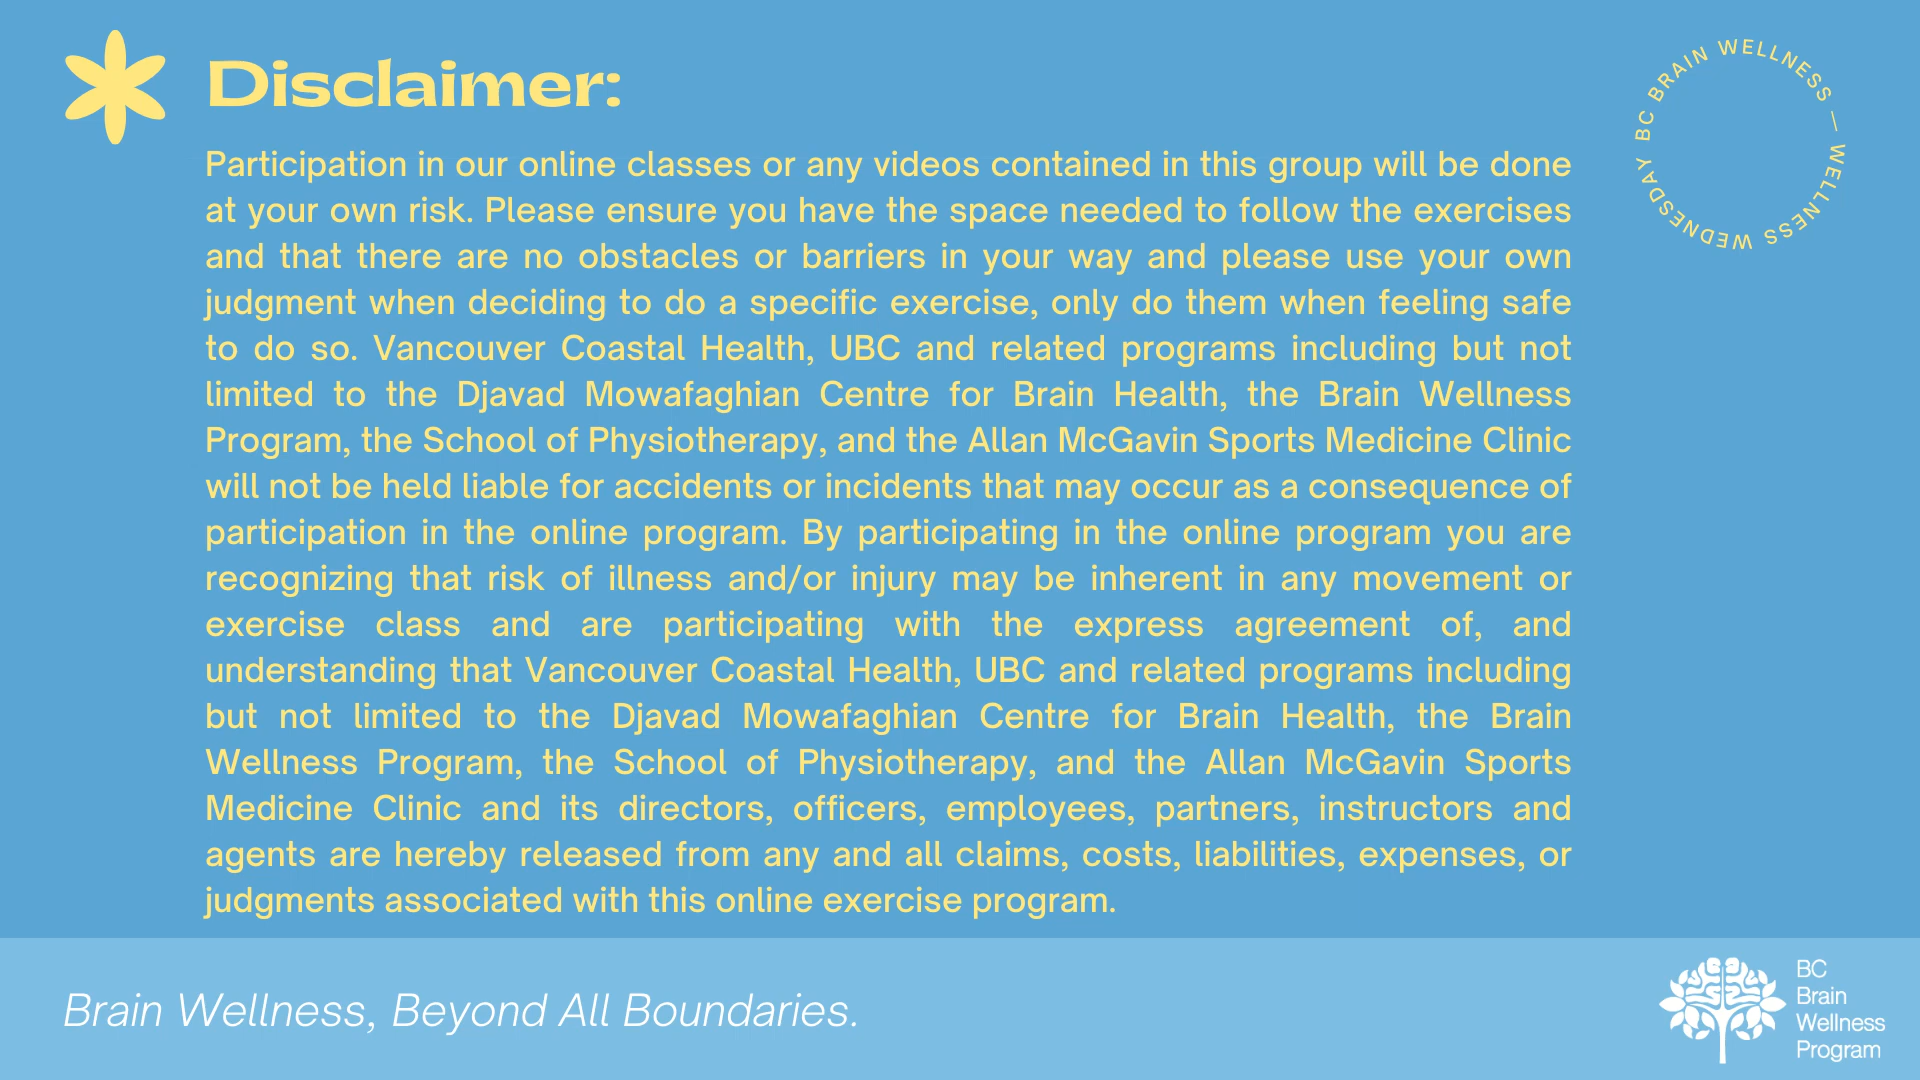 Disclaimer:
Participation in our online classes or any videos contained in this group will be done
at your own risk. Please ensure you have the space needed to follow the exercises
and that there are no obstacles or barriers in your way and please use your own
judgment when deciding to do a specific exercise, only do them when feeling safe
to do so. Vancouver Coastal Health, UBC and related programs including but not
limited to the Djavad Mowafaghian Centre for Brain Health, the Brain Wellness
Program, the School of Physiotherapy, and the Allan McGavin Sports Medicine Clinic
will not be held liable for accidents or incidents that may occur as a consequence of
participation in the online program. By participating in the online program you are
recognizing that risk of illness and/or injury may be inherent in any movement or
exercise class and are participating with the express agreement of, and
understanding that Vancouver Coastal Health, UBC and related programs including
but not limited to the Djavad Mowafaghian Centre for Brain Health, the Brain
Wellness Program, the School of Physiotherapy, and the Allan McGavin Sports
Medicine Clinic and its directors, officers, employees, partners, instructors and
agents are hereby released from any and all claims, costs, liabilities, expenses, or
judgments associated with this online exercise program.
BC BRAIN WELLNESS — WELLNESS WEDNESDAY
Brain Wellness, Beyond All Boundaries.
BC
Brain
Wellness
Program